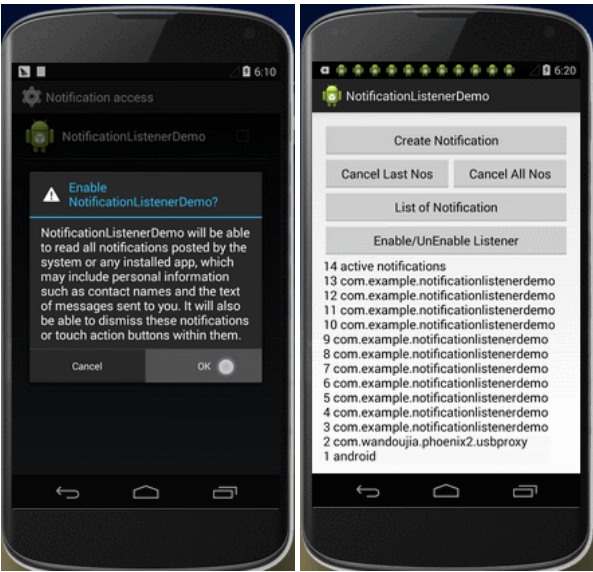 6:10
Notification access
NotificationListenerDemo
Enable
NotificationListenerDemo?
NotificationListenerDemo will be able
to read all notifications posted by the
system or any installed app, which
may include personal information
such as contact names and the text
of messages sent to you. It will also
be able to dismiss these notifications
or touch action buttons within them.
Cancel
OK
6:20
NotificationListenerDemo
Create Notification
Cancel Last Nos
Cancel All Nos
List of Notification
Enable/UnEnable Listener
14 active notifications
13 com.example.notificationlistenerdemo
12 com.example.notificationlistenerdemo
11 com.example.notificationlistenerdemo
10 com.example.notificationlistenerdemo
9 com.example.notificationlistenerdemo
8 com.example.notificationlistenerdemo
7 com.example.notificationlistenerdemo
6 com.example.notificationlistenerdemo
5 com.example.notificationlistenerdemo
4 com.example.notificationlistenerdemo
3 com.example.notificationlistenerdemo
2 com.wandoujia.phoenix2.usbproxy
1 android